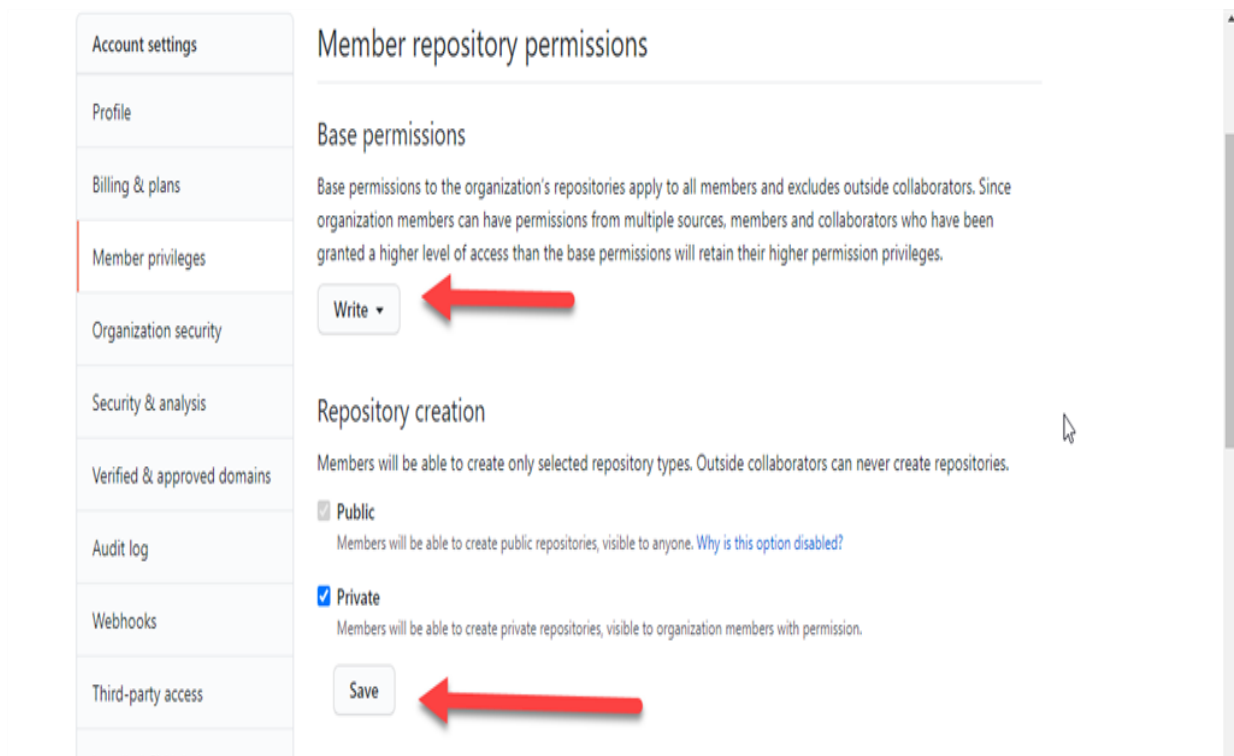 Account settings
Profile
Billing & plans
Member privileges
Organization security
Security & analysis
Verified & approved domains
Audit log
Webhooks
Third-party access
Member repository permissions
Base permissions
Base permissions to the organization's repositories apply to all members and excludes outside collaborators. Since
organization members can have permissions from multiple sources, members and collaborators who have been
granted a higher level of access than the base permissions will retain their higher permission privileges.
Write
Repository creation
Members will be able to create only selected repository types. Outside collaborators can never create repositories.
Public
Members will be able to create public repositories, visible to anyone. Why is this option disabled?
Private
Members will be able to create private repositories, visible to organization members with permission.
Save